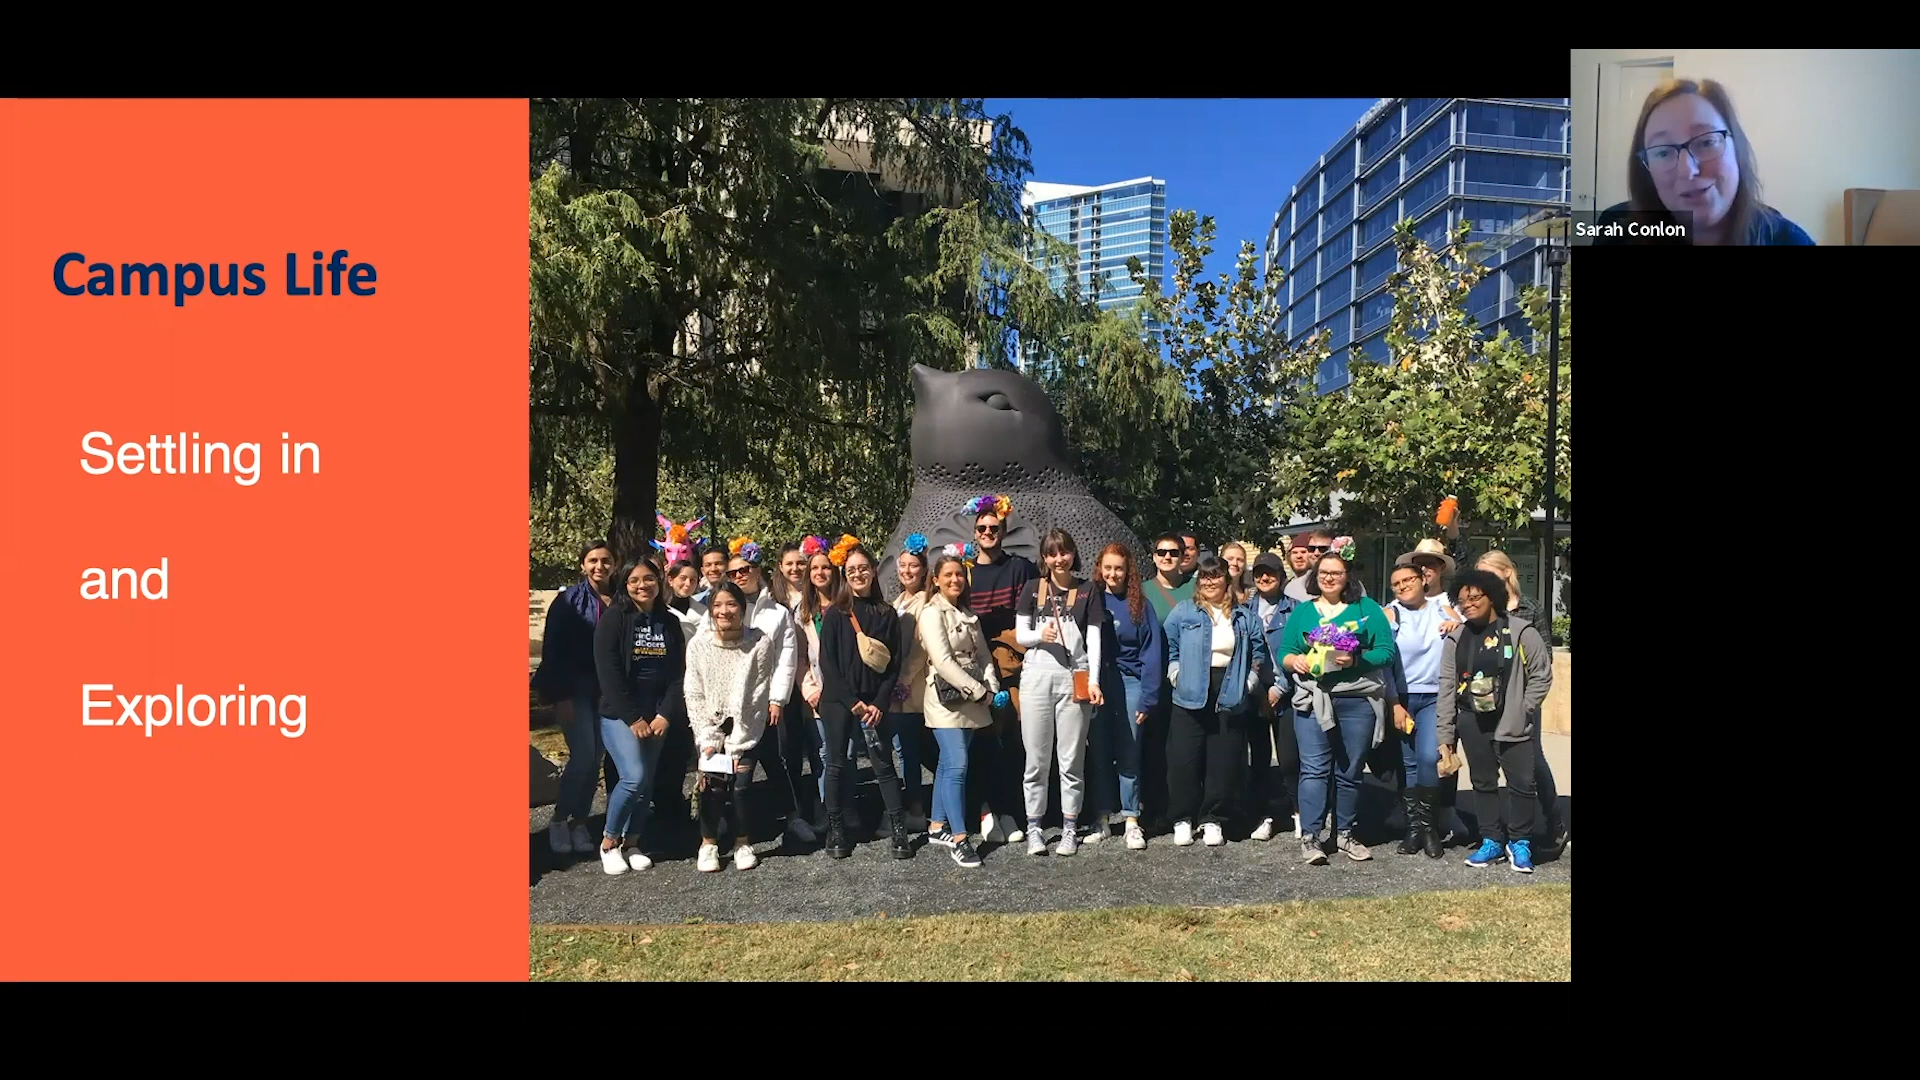 Campus Life
Settling in
and
Exploring
Sarah Conlon